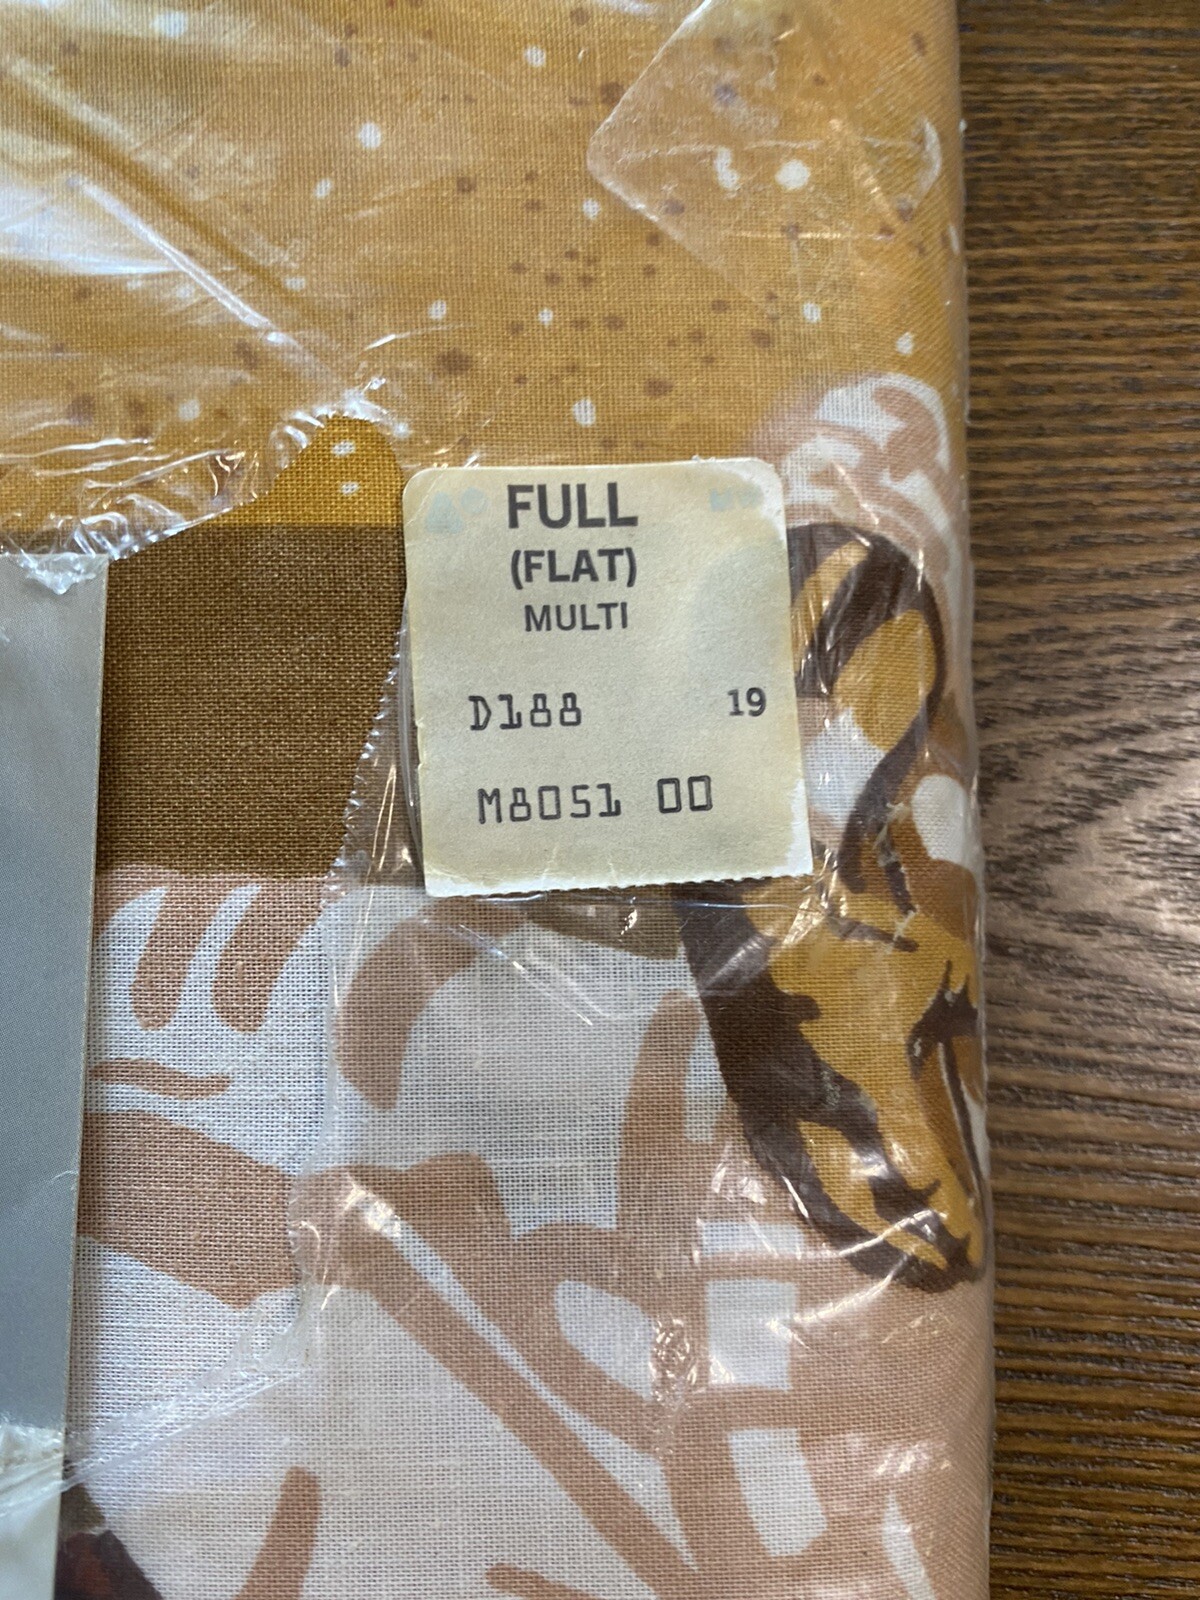 FULL
(FLAT)
MULTI
D188 19
M8051 00